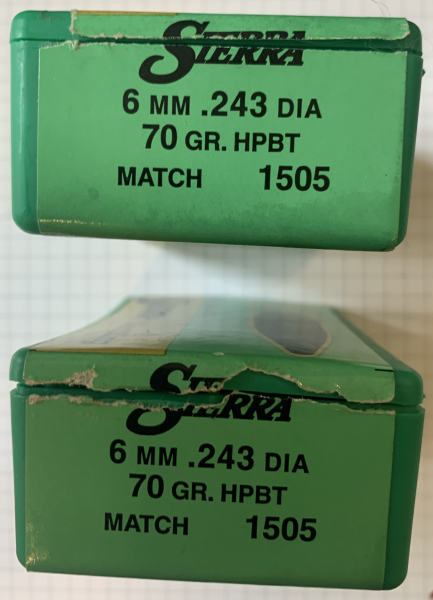 SIERRA
6 MM .243 DIA
70 GR. HPBT
MATCH 1505
SIERRA
6 MM .243 DIA
70 GR. HPBT
MATCH 1505